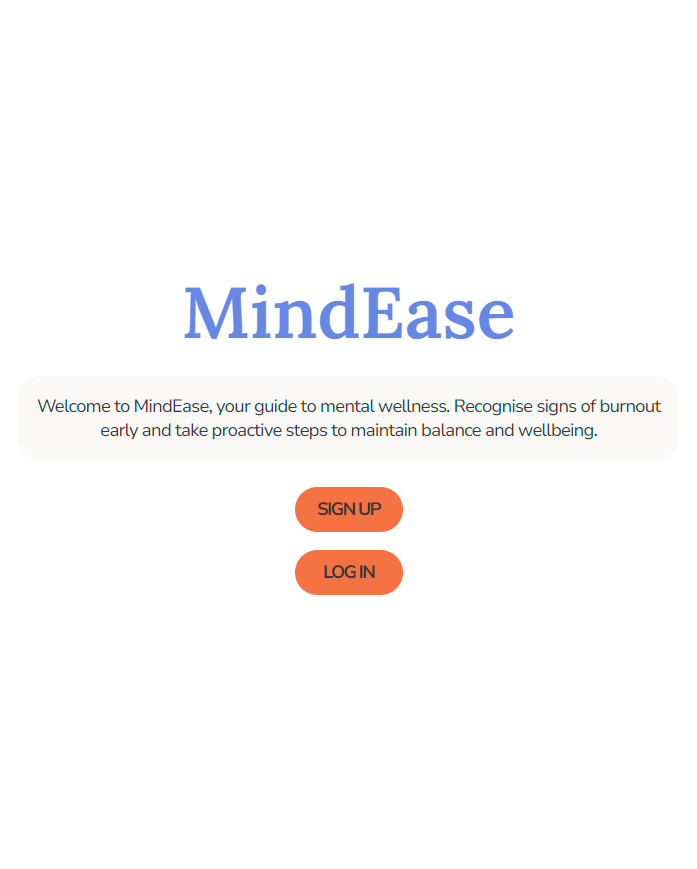 MindEase
Welcome to MindEase, your guide to mental wellness. Recognise signs of burnout
early and take proactive steps to maintain balance and wellbeing.
SIGN UP
LOG IN